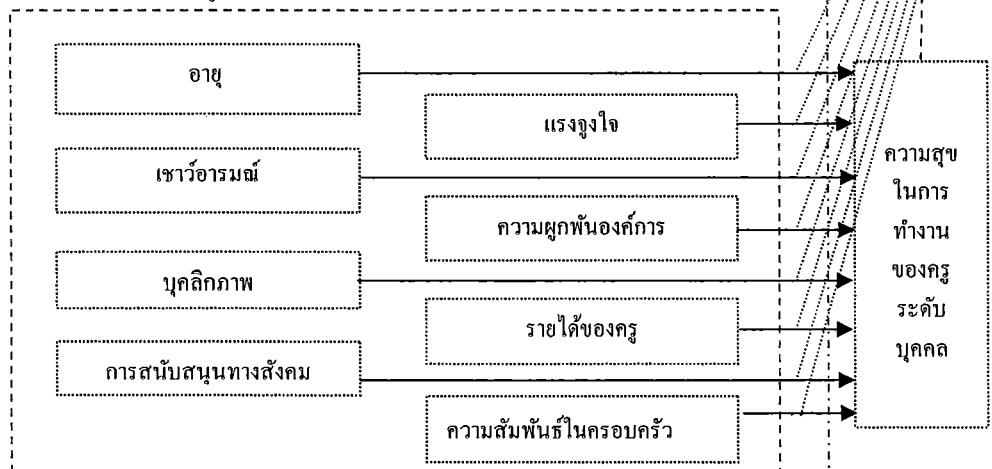 อายุ
แรงจูงใจ
เชาว์อารมณ์
ความผูกพันองค์การ
บุคลิกภาพ
รายได้ของครู
การสนับสนุนทางสังคม
ความสัมพันธ์ในครอบครัว
ความสุข
ในการ
ทำงาน
ของครู
ระดับ
บุคคล